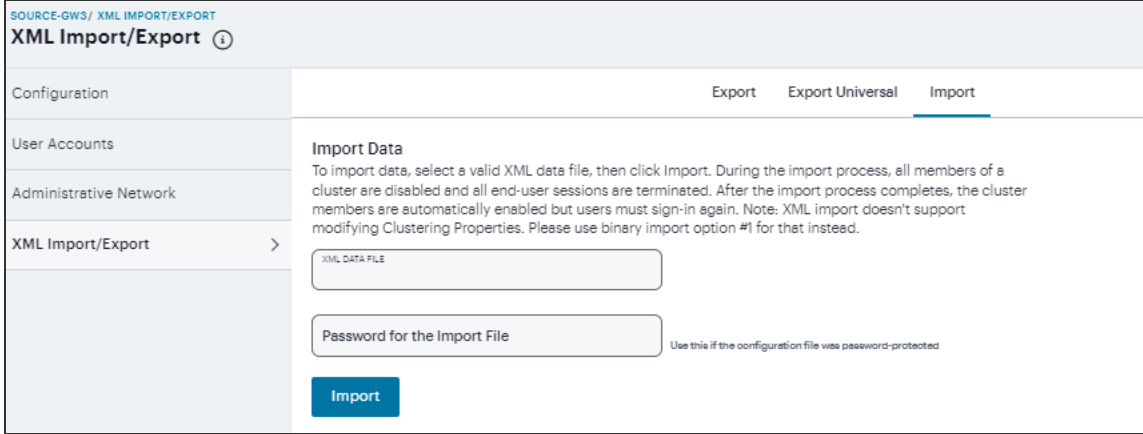 SOURCE-GW3/ XML IMPORT/EXPORT
XML Import/Export
Configuration
User Accounts
Administrative Network
XML Import/Export
Export Export Universal Import
Import Data
To import data, select a valid XML data file, then click Import. During the import process, all members of a
cluster are disabled and all end-user sessions are terminated. After the import process completes, the cluster
members are automatically enabled but users must sign-in again. Note: XML import doesn't support
modifying Clustering Properties. Please use binary import option #1 for that instead.
XML DATA FILE
Password for the Import File
Use this if the configuration file was password-protected
Import